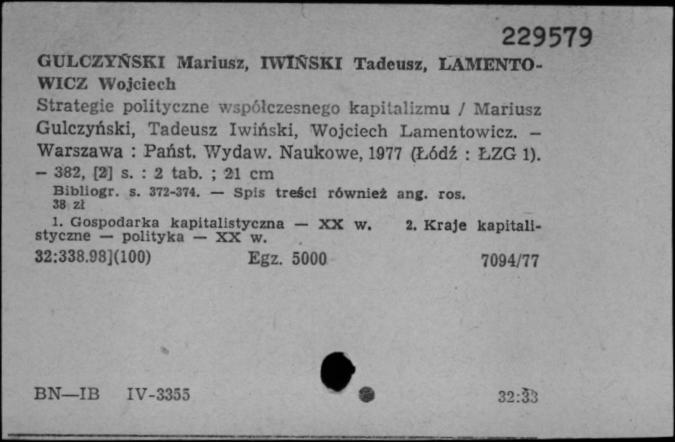 229579
GULCZYŃSKI Mariusz, IWIŃSKI Tadeusz, LAMENTO-
WICZ Wojciech
Strategie polityczne współczesnego kapitalizmu / Mariusz
Gulczyński, Tadeusz Iwiński, Wojciech Lamentowicz. —
Warszawa : Państ. Wydaw. Naukowe, 1977 (Łódź : ŁZG 1).
— 382, [2] s. : 2 tab. ; 21 cm
Bibliogr. s. 372-374. — Spis treści również ang. ros.
38 zł
1. Gospodarka kapitalistyczna — XX w. 2. Kraje kapitali-
styczne — polityka — XX w.
32:338.98](100) Egz. 5000 7094/77
BN—IB IV-3355 32:33